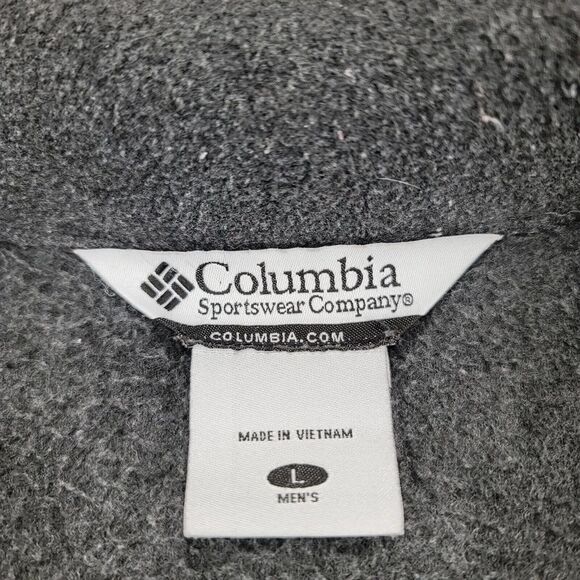 Columbia
Sportswear Company®
COLUMBIA.COM
MADE IN VIETNAM
L
MEN'S